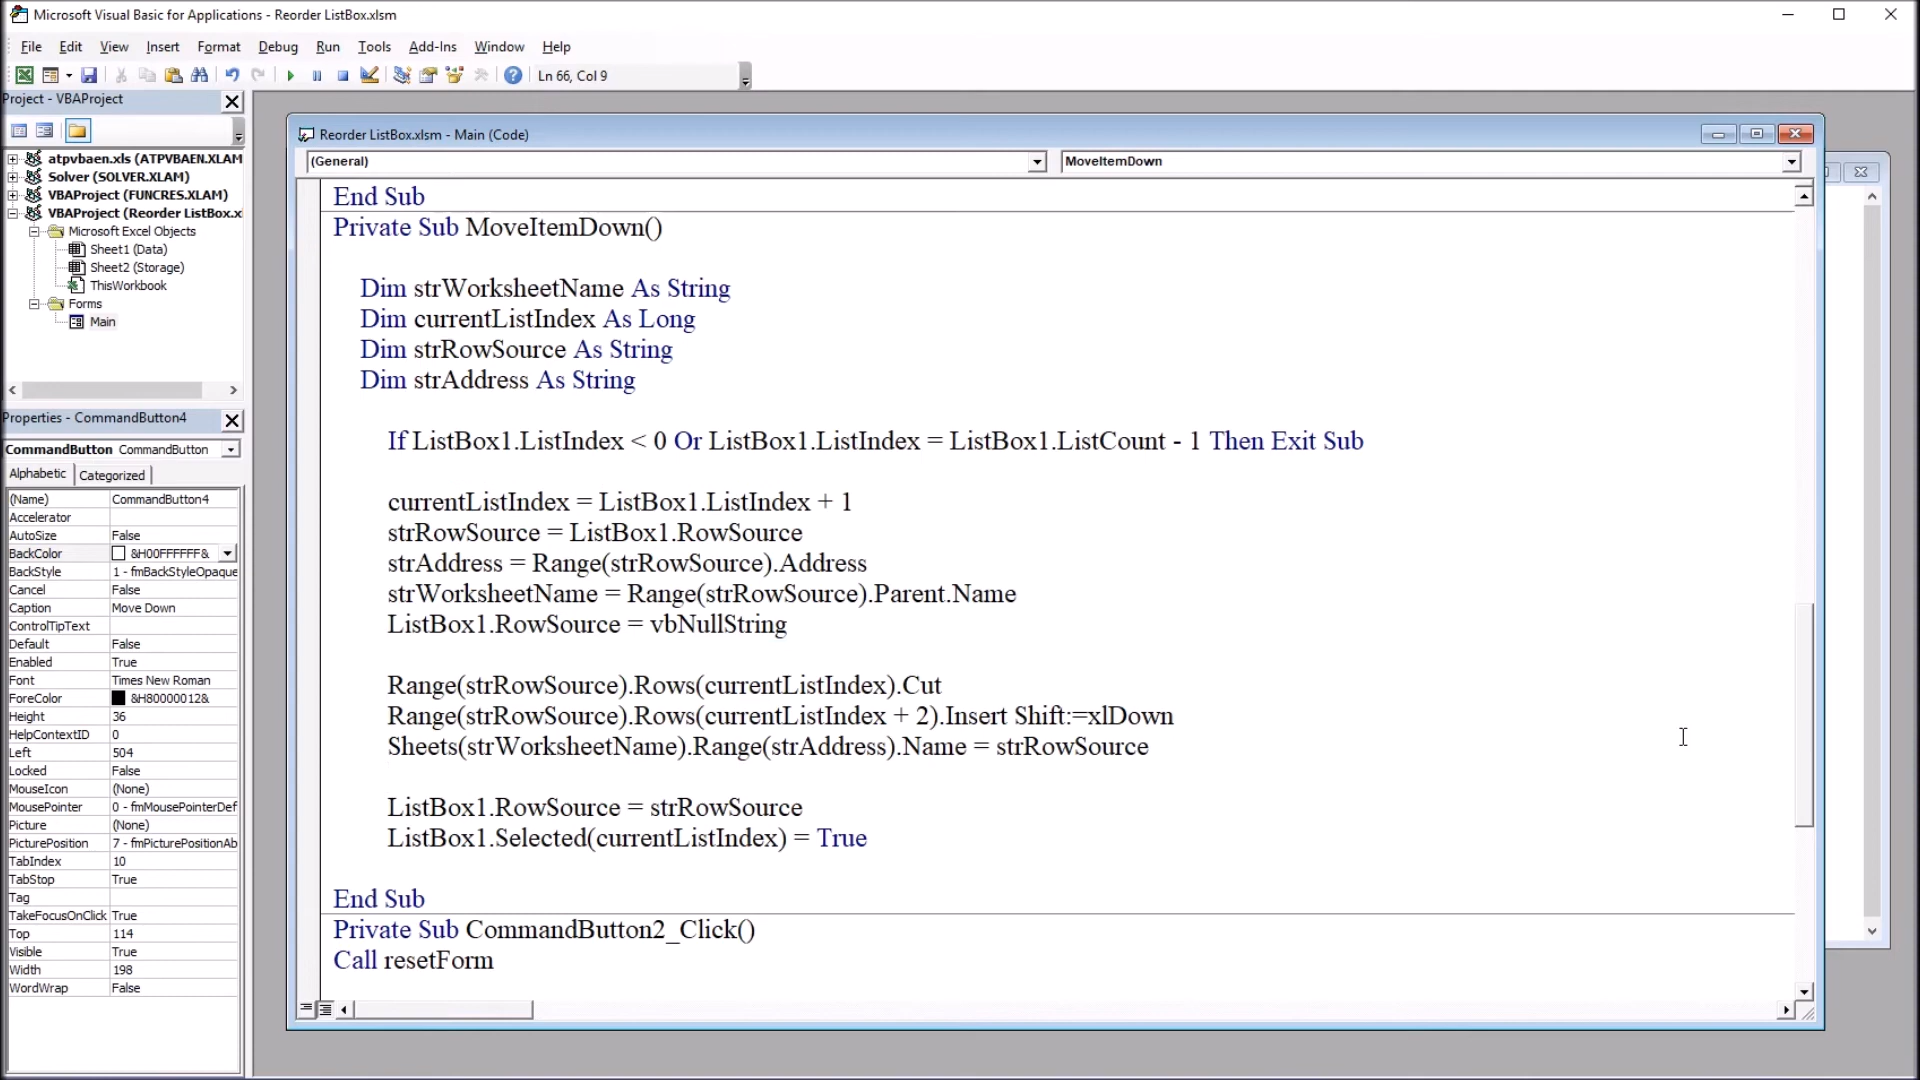 Microsoft Visual Basic for Applications - Reorder ListBox.xlsm
File Edit View Insert Format Debug Run Tools Add-Ins Window Help
Ln 66, Col 9
Project - VBAProject
atpvbaen.xls (ATPVBAEN.XLAM
Solver (SOLVER.XLAM)
VBAProject (FUNCRES.XLAM)
VBAProject (Reorder ListBox.x
Microsoft Excel Objects
Sheet1 (Data)
Sheet2 (Storage)
ThisWorkbook
Forms
Main
Properties - CommandButton4
CommandButton CommandButton
Alphabetic Categorized
(Name) CommandButton4
Accelerator
AutoSize False
BackColor &H00FFFFFF&
BackStyle 1 - fmBackStyleOpaque
Cancel False
Caption Move Down
ControlTipText
Default False
Enabled True
Font Times New Roman
ForeColor &H80000012&
Height 36
HelpContextID 0
Left 504
Locked False
MouseIcon (None)
MousePointer 0 - fmMousePointerDef
Picture (None)
PicturePosition 7 - fmPicturePositionAb
TabIndex 10
TabStop True
Tag
TakeFocusOnClick True
Top 114
Visible True
Width 198
WordWrap False
Reorder ListBox.xlsm - Main (Code)
(General) MoveItemDown
End Sub
Private Sub MoveItemDown()
Dim strWorksheetName As String
Dim currentListIndex As Long
Dim strRowSource As String
Dim strAddress As String
If ListBox1.ListIndex < 0 Or ListBox1.ListIndex = ListBox1.ListCount - 1 Then Exit Sub
currentListIndex = ListBox1.ListIndex + 1
strRowSource = ListBox1.RowSource
strAddress = Range(strRowSource).Address
strWorksheetName = Range(strRowSource).Parent.Name
ListBox1.RowSource = vbNullString
Range(strRowSource).Rows(currentListIndex).Cut
Range(strRowSource).Rows(currentListIndex + 2).Insert Shift:=xlDown
Sheets(strWorksheetName).Range(strAddress).Name = strRowSource
ListBox1.RowSource = strRowSource
ListBox1.Selected(currentListIndex) = True
End Sub
Private Sub CommandButton2_Click()
Call resetForm